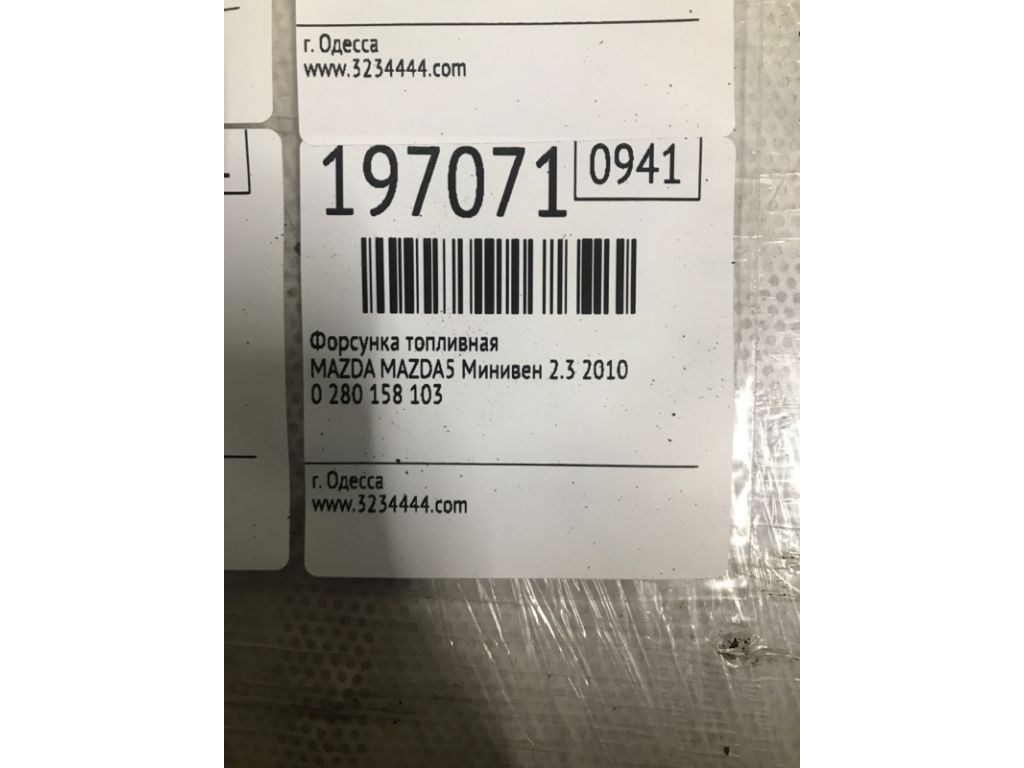 г. Одесса
www.3234444.com
197071 0941
Форсунка топливная
MAZDA MAZDA5 Минивен 2.3 2010
0 280 158 103
г. Одесса
www.3234444.com